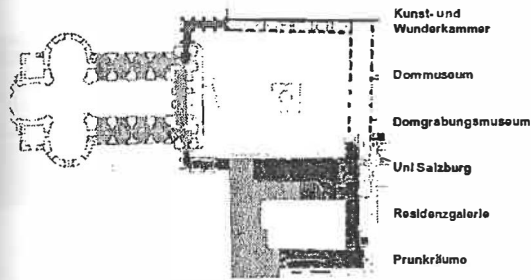 Kunst- und
Wunderkammer
Dommuseum
Domgrabungsmuseum
Uni Salzburg
Residenzgalerie
Prunkräume